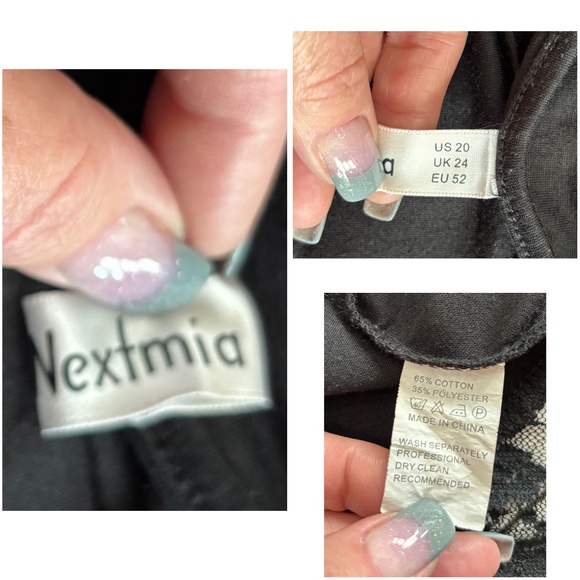 Nextmia
a
US 20
UK 24
EU 52
65% COTTON
35% POLYESTER
MADE IN CHINA
WASH SEPARATELY
PROFESSIONAL
DRY CLEAN
RECOMMENDED